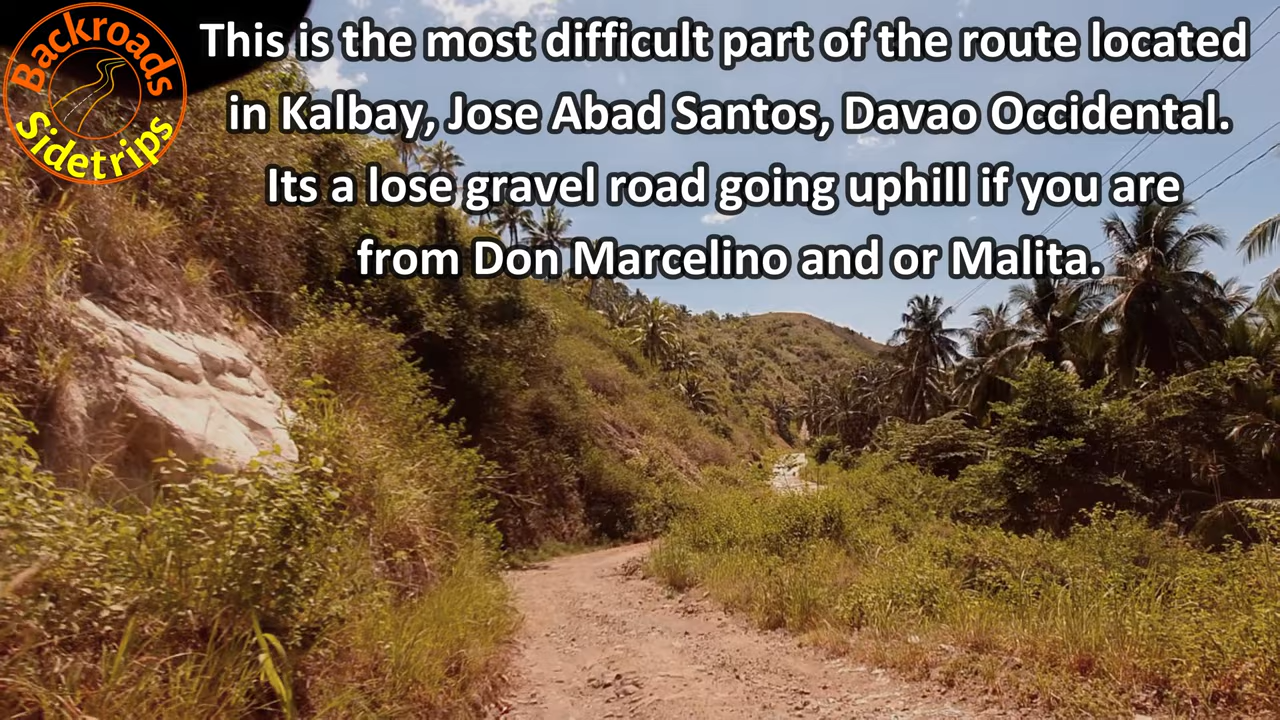 Backroads
Sidetrips
This is the most difficult part of the route located
in Kalbay, Jose Abad Santos, Davao Occidental.
Its a lose gravel road going uphill if you are
from Don Marcelino and or Malita.